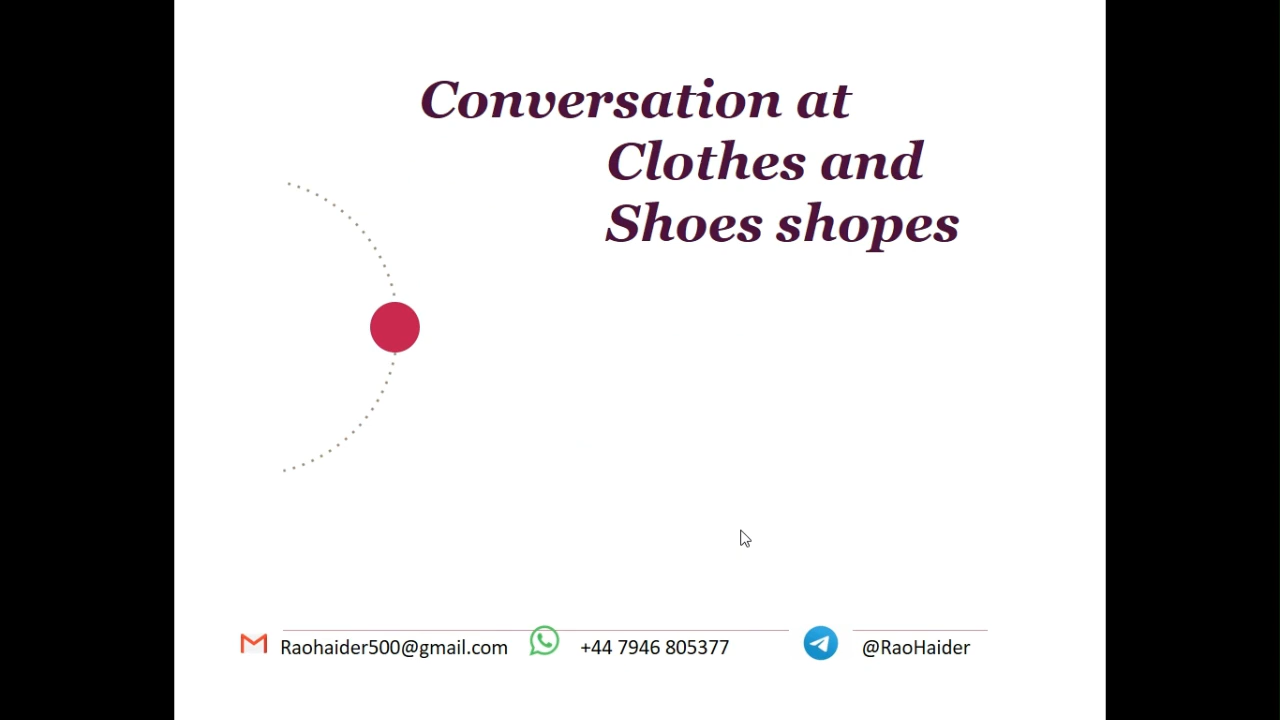 Conversation at
Clothes and
Shoes shopes
Raohaider500@gmail.com +44 7946 805377 @RaoHaider